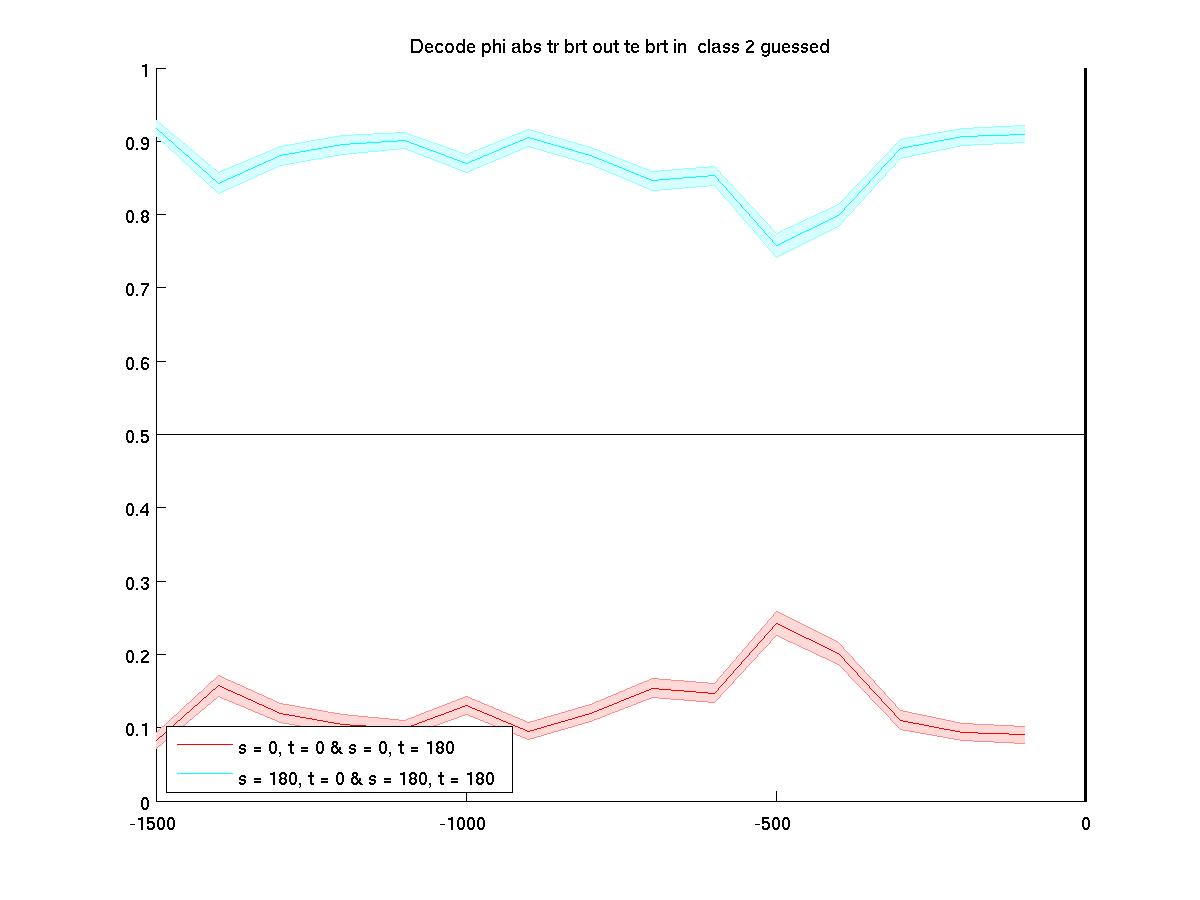 Decode phi abs tr brt out te brt in  class 2 guessed
1
0.9
0.8
0.7
0.6
0.5
0.4
0.3
0.2
0.1
0
s = 0, t = 0 & s = 0, t = 180
s = 180, t = 0 & s = 180, t = 180
-1500 -1000 -500 0